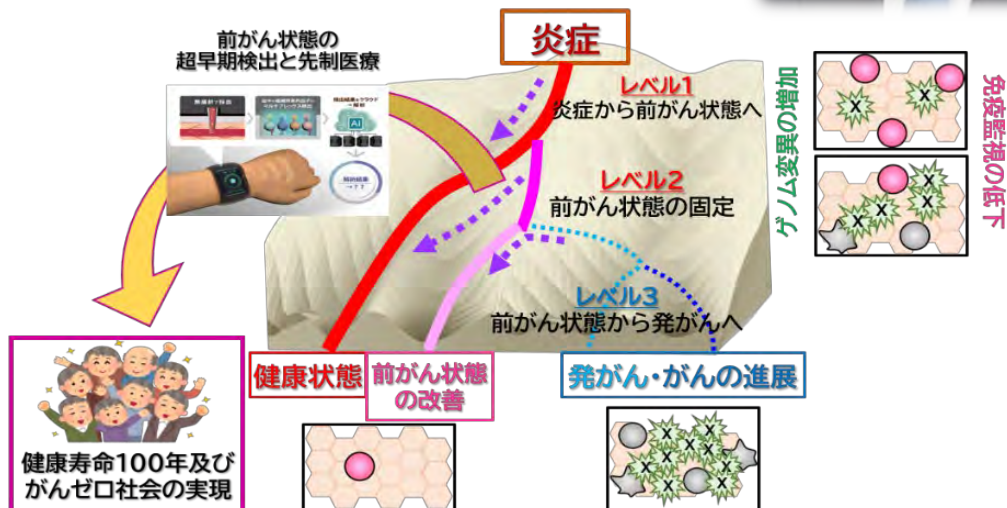 前がん状態の
超早期検出と先制医療
AI
炎症
レベル1
炎症から前がん状態へ
レベル2
前がん状態の固定
レベル3
前がん状態から発がんへ
ゲノム変異の増加
免疫監視の低下
X
X
X
X
X
X
健康状態
前がん状態
の改善
発がん・がんの進展
X
X
X
X
X
X
X
X
健康寿命100年及び
がんゼロ社会の実現